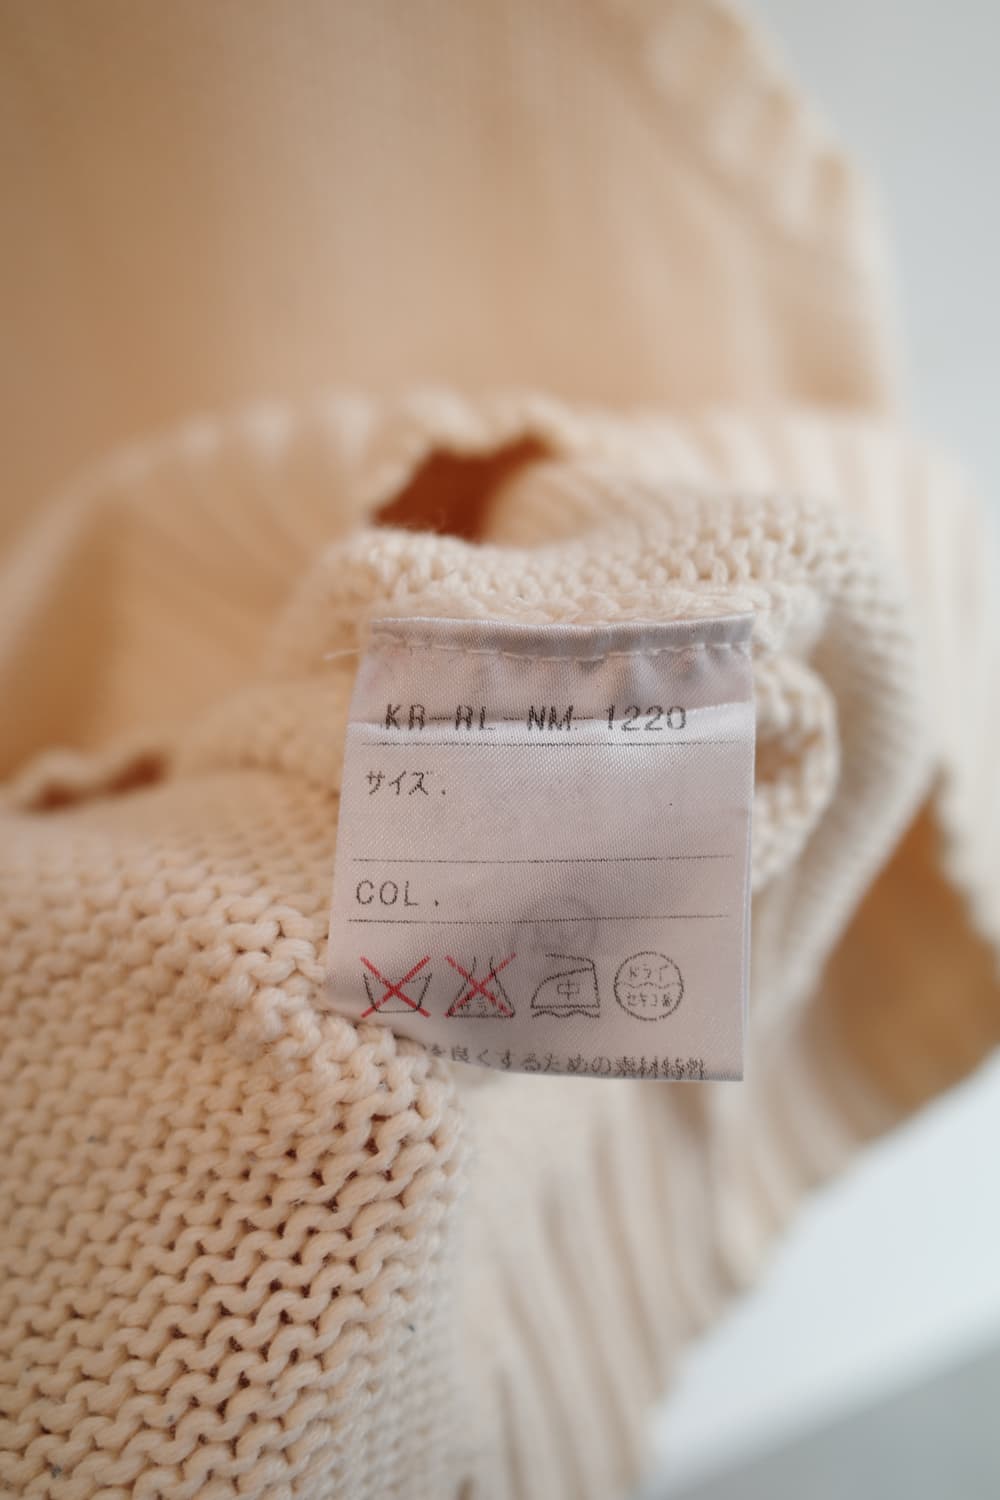 KR-RL-NM-1220
サイズ.
COL.
中
ドライ
セキユ系
を良くするための素材特性